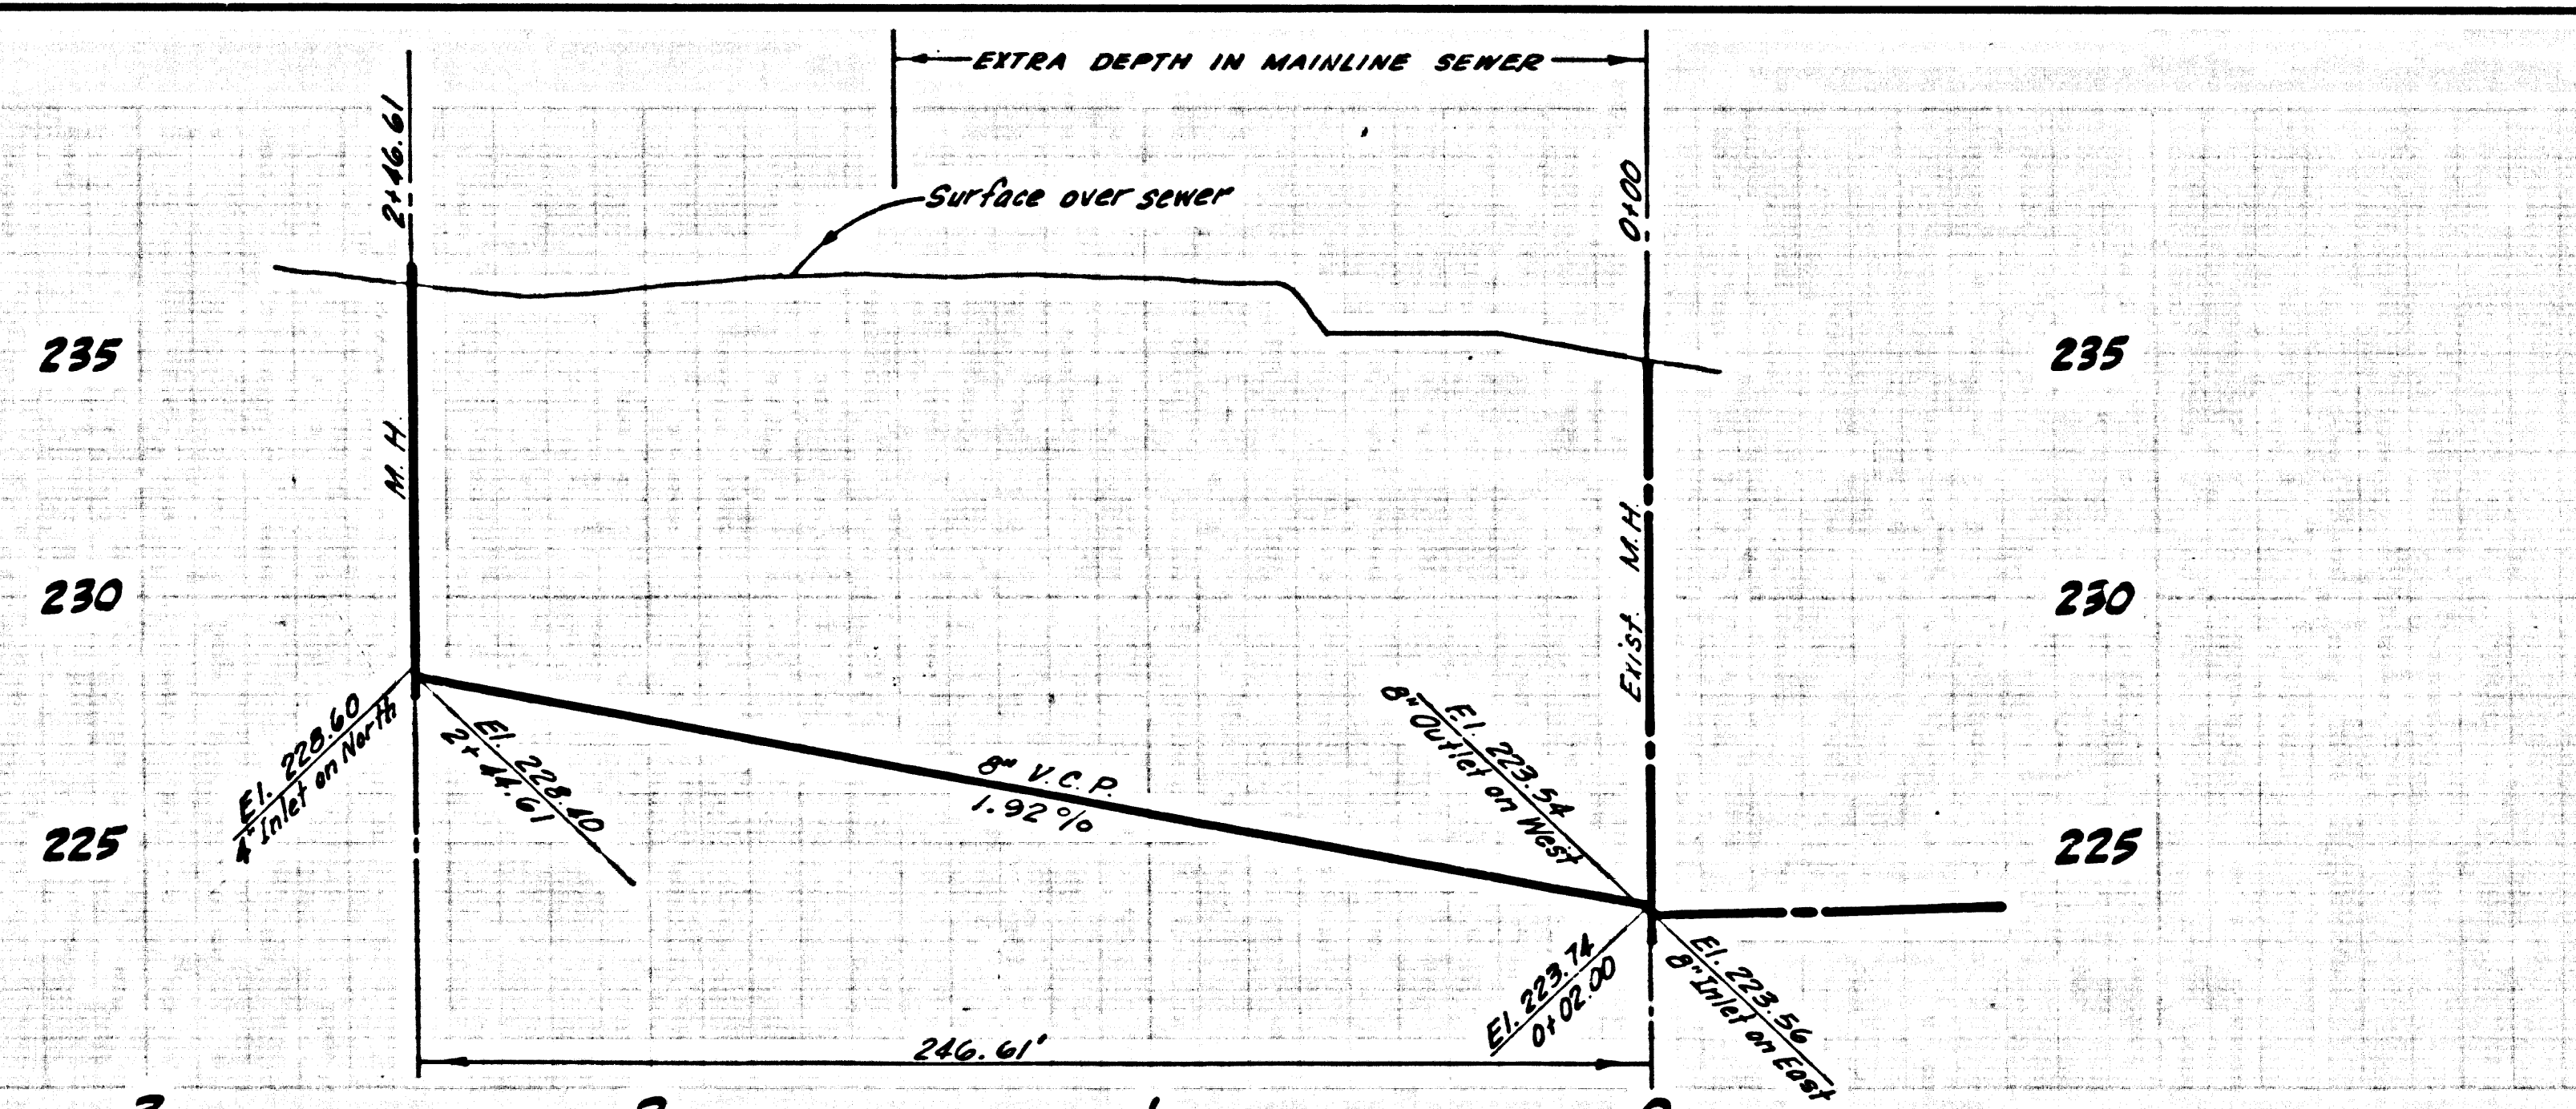 EXTRA DEPTH IN MAINLINE SEWER
2+46.61
0+00
Surface over sewer
235
235
M.H.
Exist. M.H.
230
230
El. 228.60
4" Inlet on North
El. 228.40
2+44.61
8" V.C.P.
1.92%
El. 223.54
8" Outlet on West
225
225
El. 223.74
0+02.00
El. 223.56
8" Inlet on East
246.61'